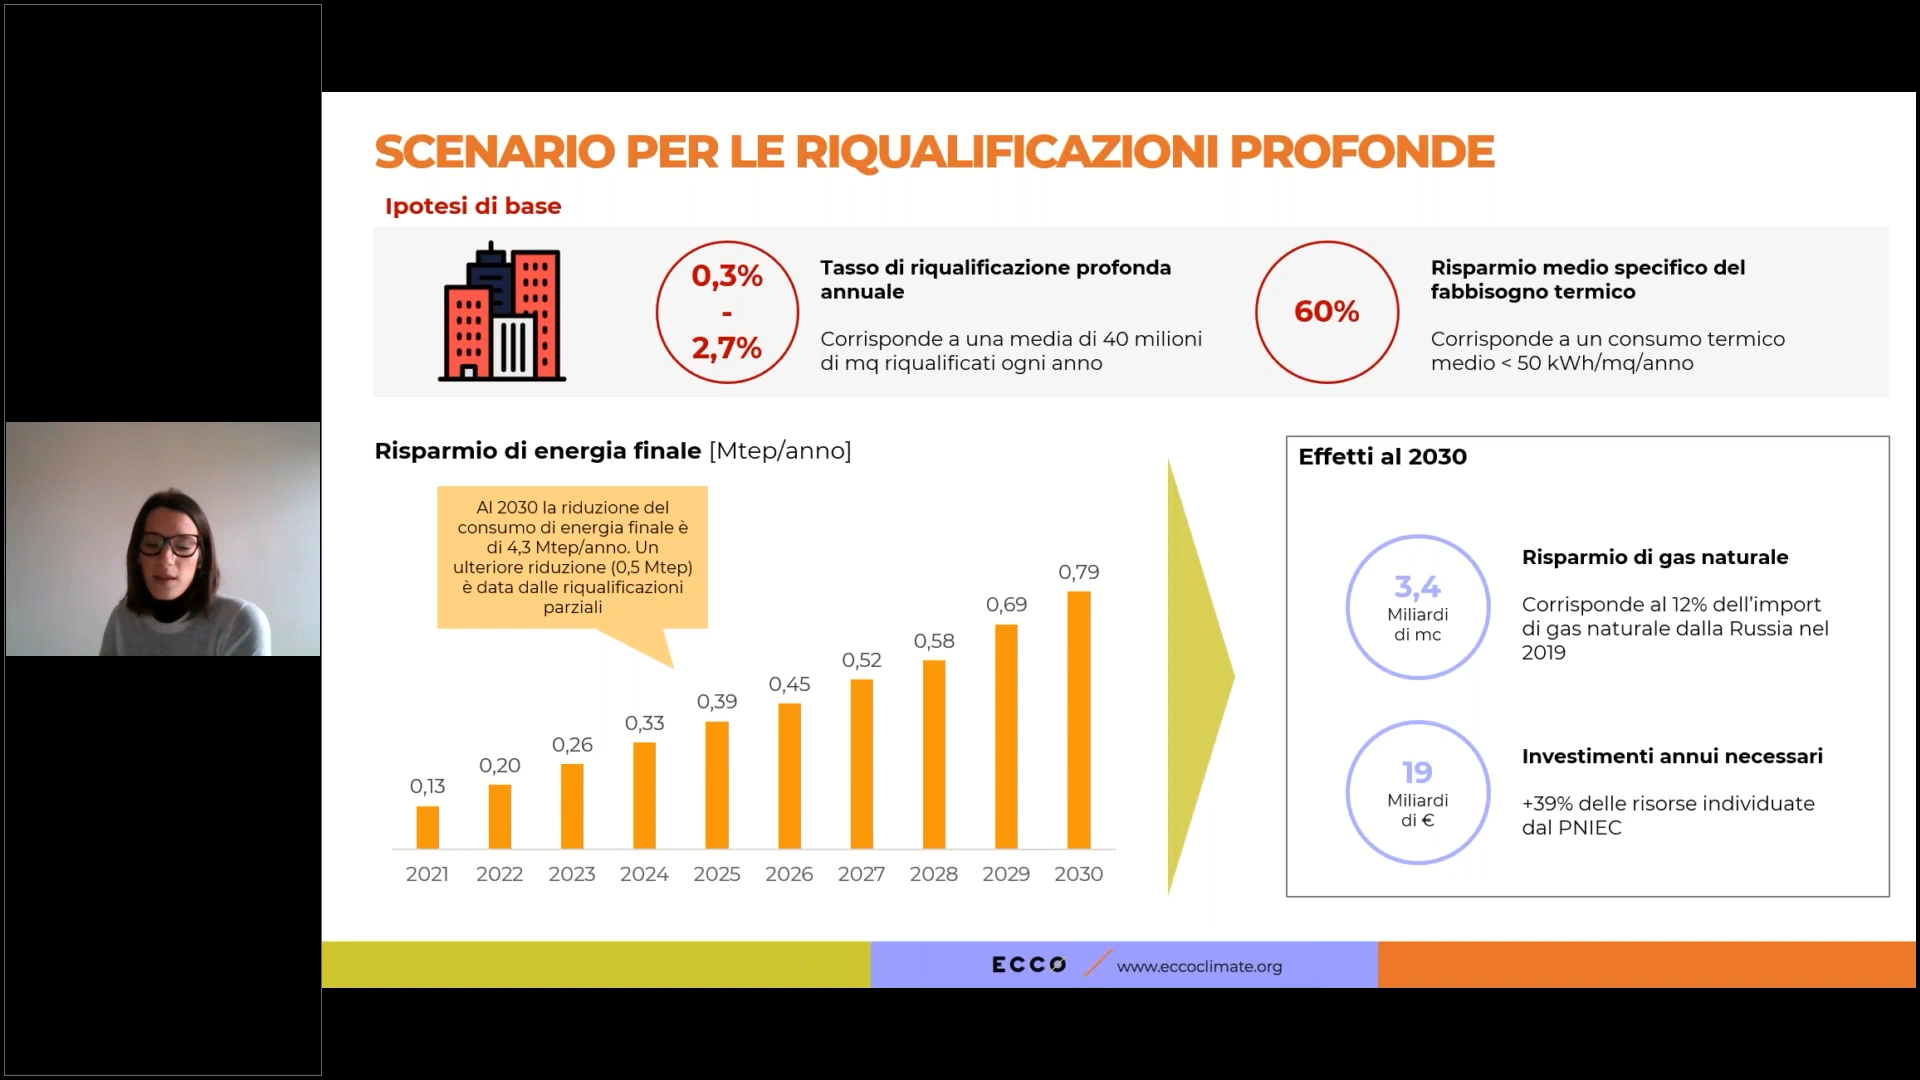 SCENARIO PER LE RIQUALIFICAZIONI PROFONDE
Ipotesi di base
0,3%
-
2,7%
Tasso di riqualificazione profonda
annuale
Corrisponde a una media di 40 milioni
di mq riqualificati ogni anno
60%
Risparmio medio specifico del
fabbisogno termico
Corrisponde a un consumo termico
medio < 50 kWh/mq/anno
Risparmio di energia finale [Mtep/anno]
Al 2030 la riduzione del
consumo di energia finale è
di 4,3 Mtep/anno. Un
ulteriore riduzione (0,5 Mtep)
è data dalle riqualificazioni
parziali
0,13
0,20
0,26
0,33
0,39
0,45
0,52
0,58
0,69
0,79
2021 2022 2023 2024 2025 2026 2027 2028 2029 2030
Effetti al 2030
3,4
Miliardi
di mc
Risparmio di gas naturale
Corrisponde al 12% dell’import
di gas naturale dalla Russia nel
2019
19
Miliardi
di €
Investimenti annui necessari
+39% delle risorse individuate
dal PNIEC
ECCO / www.eccoclimate.org